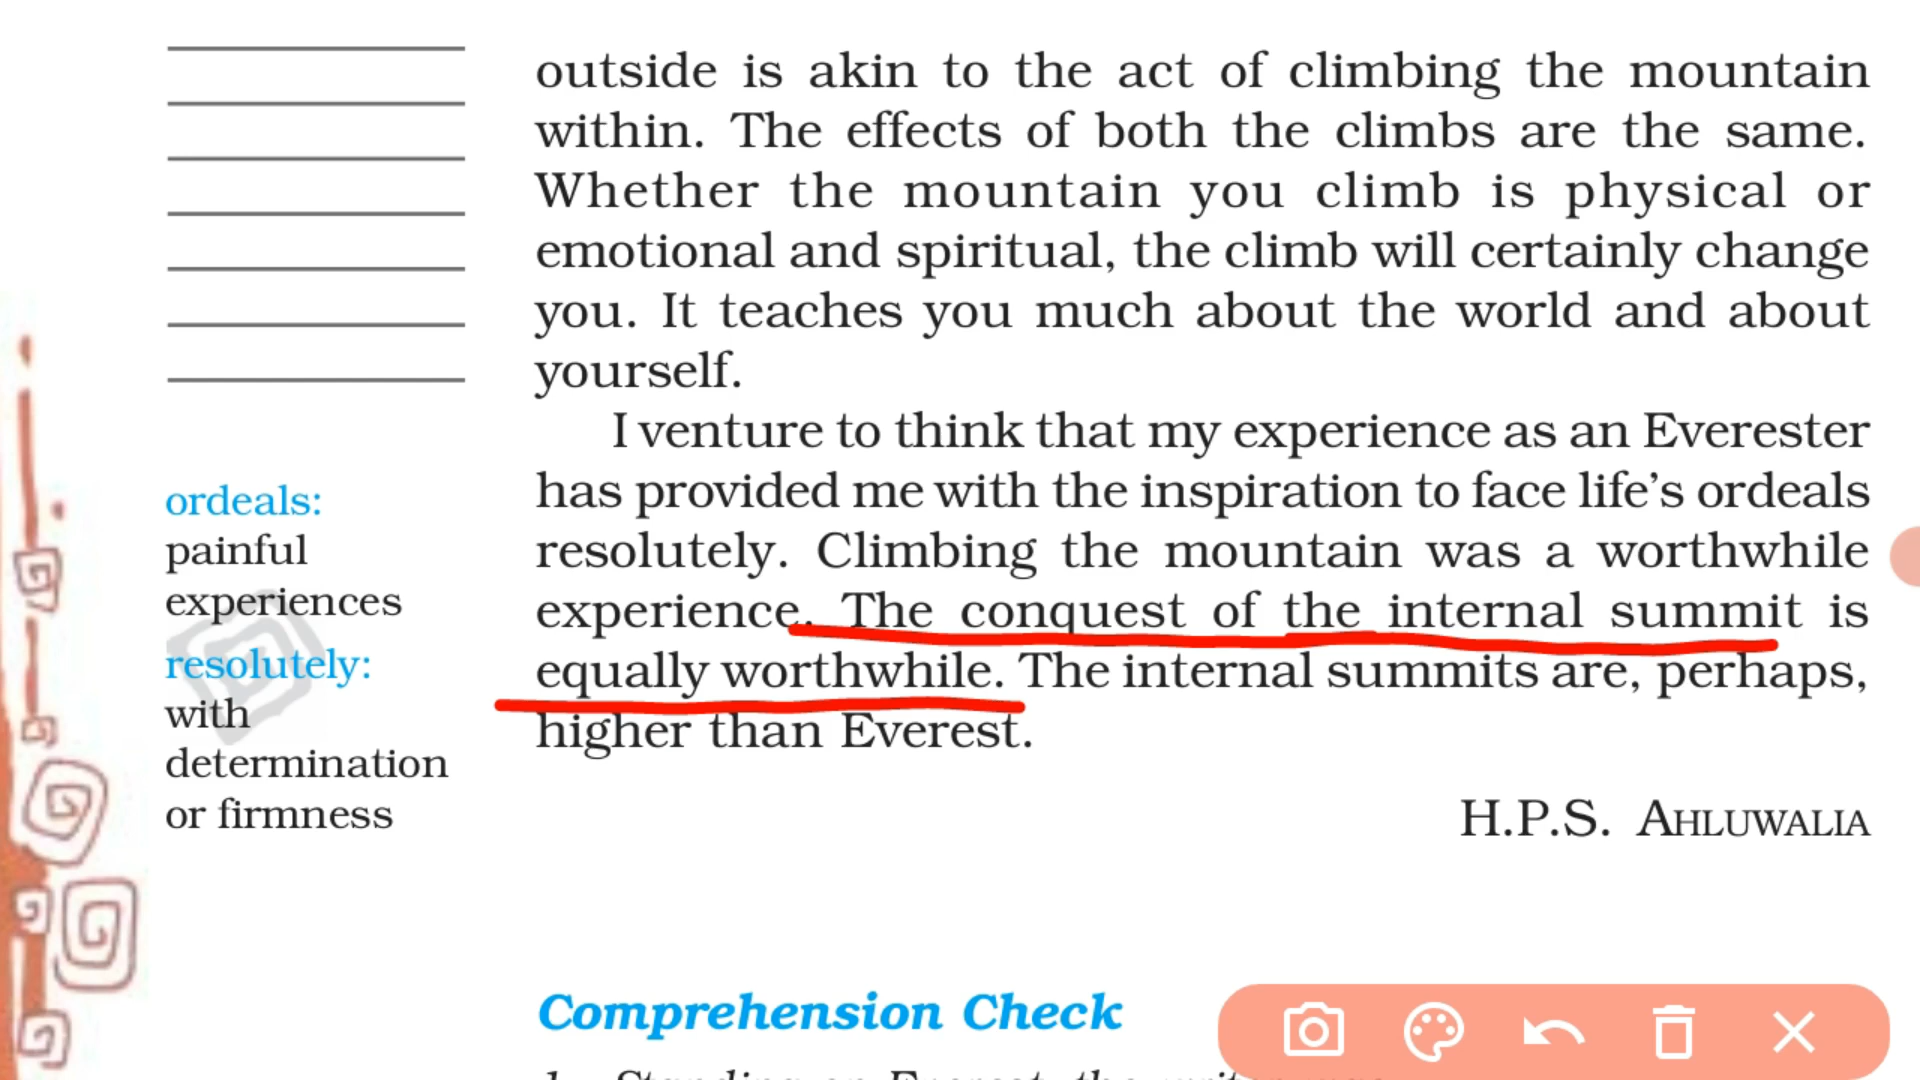 outside is akin to the act of climbing the mountain
within. The effects of both the climbs are the same.
Whether the mountain you climb is physical or
emotional and spiritual, the climb will certainly change
you. It teaches you much about the world and about
yourself.
I venture to think that my experience as an Everester
has provided me with the inspiration to face life's ordeals
resolutely. Climbing the mountain was a worthwhile
experience. The conquest of the internal summit is
equally worthwhile. The internal summits are, perhaps,
higher than Everest.
H.P.S. AHLUWALIA
ordeals:
painful
experiences
resolutely:
with
determination
or firmness
Comprehension Check